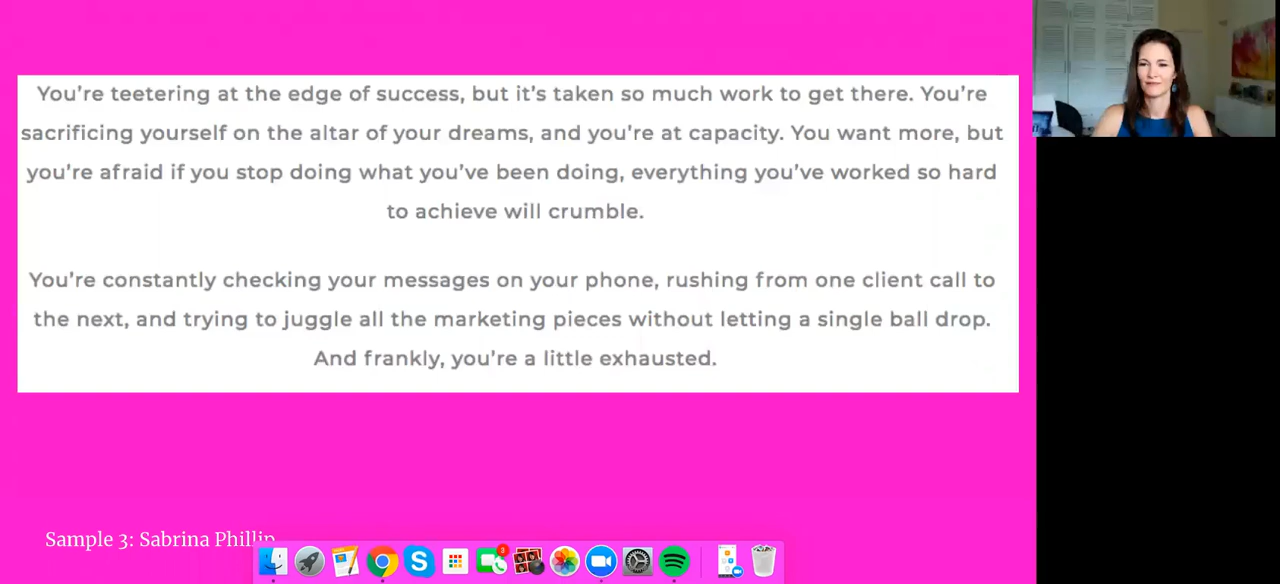 You're teetering at the edge of success, but it's taken so much work to get there. You're
sacrificing yourself on the altar of your dreams, and you're at capacity. You want more, but
you're afraid if you stop doing what you've been doing, everything you've worked so hard
to achieve will crumble.
You're constantly checking your messages on your phone, rushing from one client call to
the next, and trying to juggle all the marketing pieces without letting a single ball drop.
And frankly, you're a little exhausted.
Sample 3: Sabrina Phillip
3